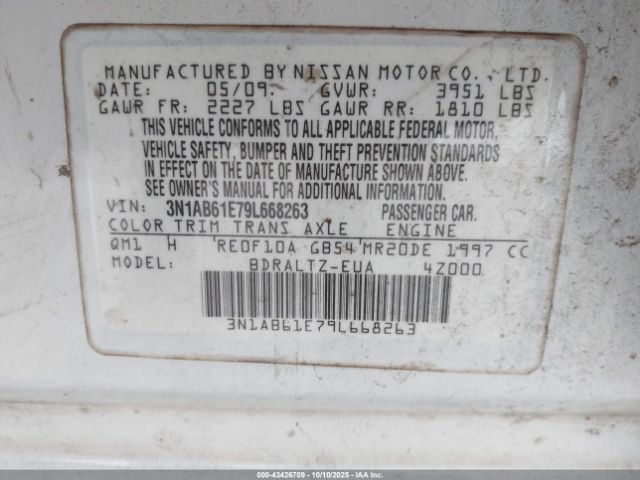 MANUFACTURED BY NISSAN MOTOR CO., LTD.
DATE: 05/09 GVWR: 3951 LBS
GAWR FR: 2227 LBS GAWR RR: 1810 LBS
THIS VEHICLE CONFORMS TO ALL APPLICABLE FEDERAL MOTOR
VEHICLE SAFETY, BUMPER AND THEFT PREVENTION STANDARDS
IN EFFECT ON THE DATE OF MANUFACTURE SHOWN ABOVE.
SEE OWNER'S MANUAL FOR ADDITIONAL INFORMATION.
VIN: 3N1AB61E79L668263 PASSENGER CAR.
COLOR TRIM TRANS AXLE ENGINE
QM1 H RE0F10A GB54 MR20DE 1997 CC
MODEL: BDRALTZ-EUA 4Z000
3N1AB61E79L668263
000-43426709 | 10/10/2025 | ©IAA, Inc.